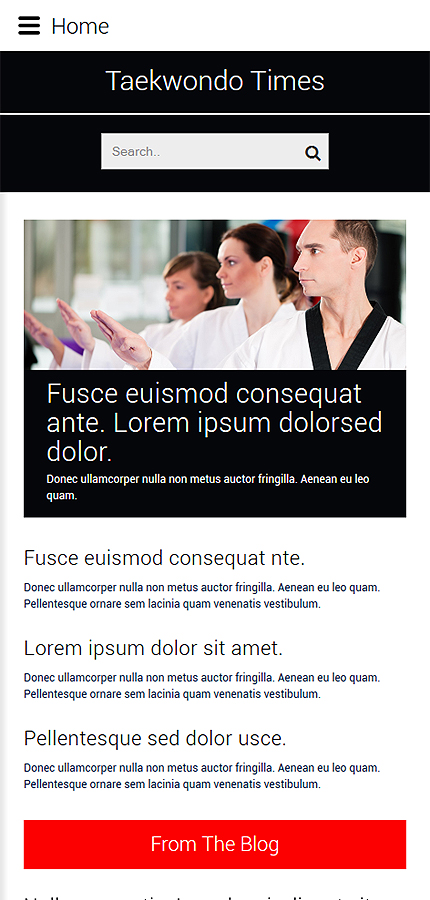 Home
Taekwondo Times
Search..
Fusce euismod consequat
ante. Lorem ipsum dolorsed
dolor.
Donec ullamcorper nulla non metus auctor fringilla. Aenean eu leo
quam.
Fusce euismod consequat nte.
Donec ullamcorper nulla non metus auctor fringilla. Aenean eu leo quam.
Pellentesque ornare sem lacinia quam venenatis vestibulum.
Lorem ipsum dolor sit amet.
Donec ullamcorper nulla non metus auctor fringilla. Aenean eu leo quam.
Pellentesque ornare sem lacinia quam venenatis vestibulum.
Pellentesque sed dolor usce.
Donec ullamcorper nulla non metus auctor fringilla. Aenean eu leo quam.
Pellentesque ornare sem lacinia quam venenatis vestibulum.
From The Blog